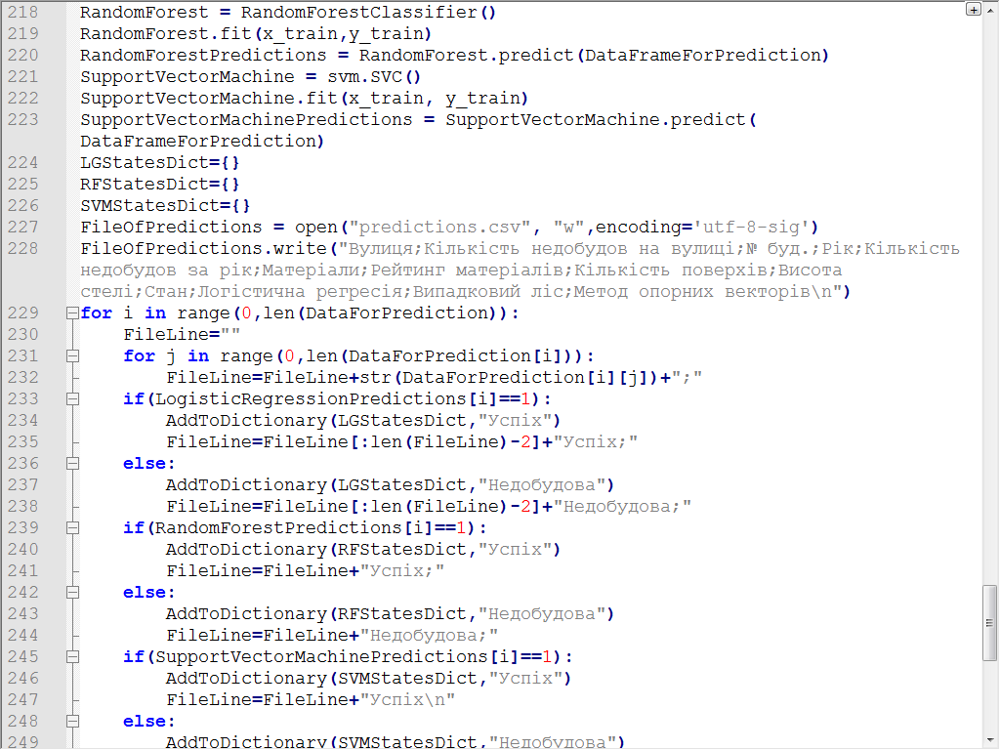 218 RandomForest = RandomForestClassifier()
219 RandomForest.fit(x_train,y_train)
220 RandomForestPredictions = RandomForest.predict(DataFrameForPrediction)
221 SupportVectorMachine = svm.SVC()
222 SupportVectorMachine.fit(x_train, y_train)
223 SupportVectorMachinePredictions = SupportVectorMachine.predict(
DataFrameForPrediction)
224 LGStatesDict={}
225 RFStatesDict={}
226 SVMStatesDict={}
227 FileOfPredictions = open("predictions.csv", "w",encoding='utf-8-sig')
228 FileOfPredictions.write("Вулиця;Кількість недобудов на вулиці;№ буд.;Рік;Кількість
недобудов за рік;Матеріали;Рейтинг матеріалів;Кількість поверхів;Висота
стелі;Стан;Логістична регресія;Випадковий ліс;Метод опорних векторів\n")
229 for i in range(0,len(DataForPrediction)):
230 FileLine=""
231 for j in range(0,len(DataForPrediction[i])):
232 FileLine=FileLine+str(DataForPrediction[i][j])+";"
233 if(LogisticRegressionPredictions[i]==1):
234 AddToDictionary(LGStatesDict,"Успіх")
235 FileLine=FileLine[:len(FileLine)-2]+"Успіх;"
236 else:
237 AddToDictionary(LGStatesDict,"Недобудова")
238 FileLine=FileLine[:len(FileLine)-2]+"Недобудова;"
239 if(RandomForestPredictions[i]==1):
240 AddToDictionary(RFStatesDict,"Успіх")
241 FileLine=FileLine+"Успіх;"
242 else:
243 AddToDictionary(RFStatesDict,"Недобудова")
244 FileLine=FileLine+"Недобудова;"
245 if(SupportVectorMachinePredictions[i]==1):
246 AddToDictionary(SVMStatesDict,"Успіх")
247 FileLine=FileLine+"Успіх\n"
248 else:
249 AddToDictionary(SVMStatesDict,"Недобудова")